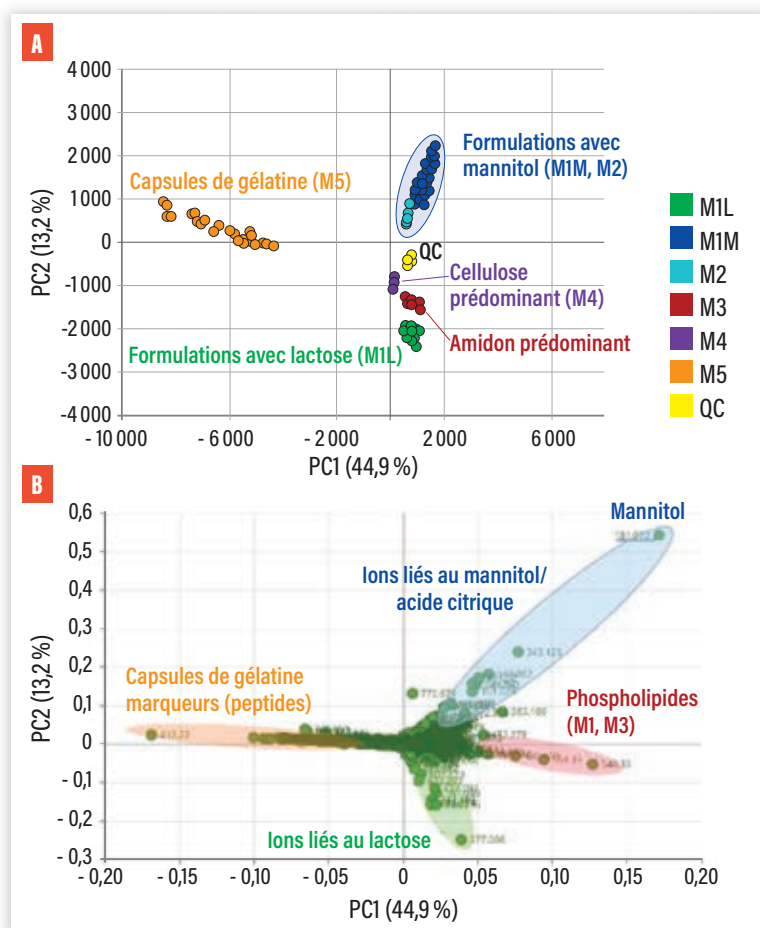 A
4 000
3 000
2 000
1 000
0
- 1 000
- 2 000
- 3 000
- 4 000
PC2 (13,2 %)
- 10 000
- 6 000
- 2 000
2 000
6 000
PC1 (44,9 %)
Capsules de gélatine (M5)
Formulations avec
mannitol (M1M, M2)
QC
Cellulose
prédominant (M4)
Amidon prédominant
Formulations avec lactose (M1L)
M1L
M1M
M2
M3
M4
M5
QC
B
0,6
0,5
0,4
0,3
0,2
0,1
0
- 0,1
- 0,2
- 0,3
PC2 (13,2 %)
Mannitol
Ions liés au mannitol/
acide citrique
Capsules de gélatine
marqueurs (peptides)
Phospholipides
(M1, M3)
Ions liés au lactose
- 0,20
- 0,15
- 0,10
- 0,05
0
0,05
0,10
0,15
0,20
PC1 (44,9 %)